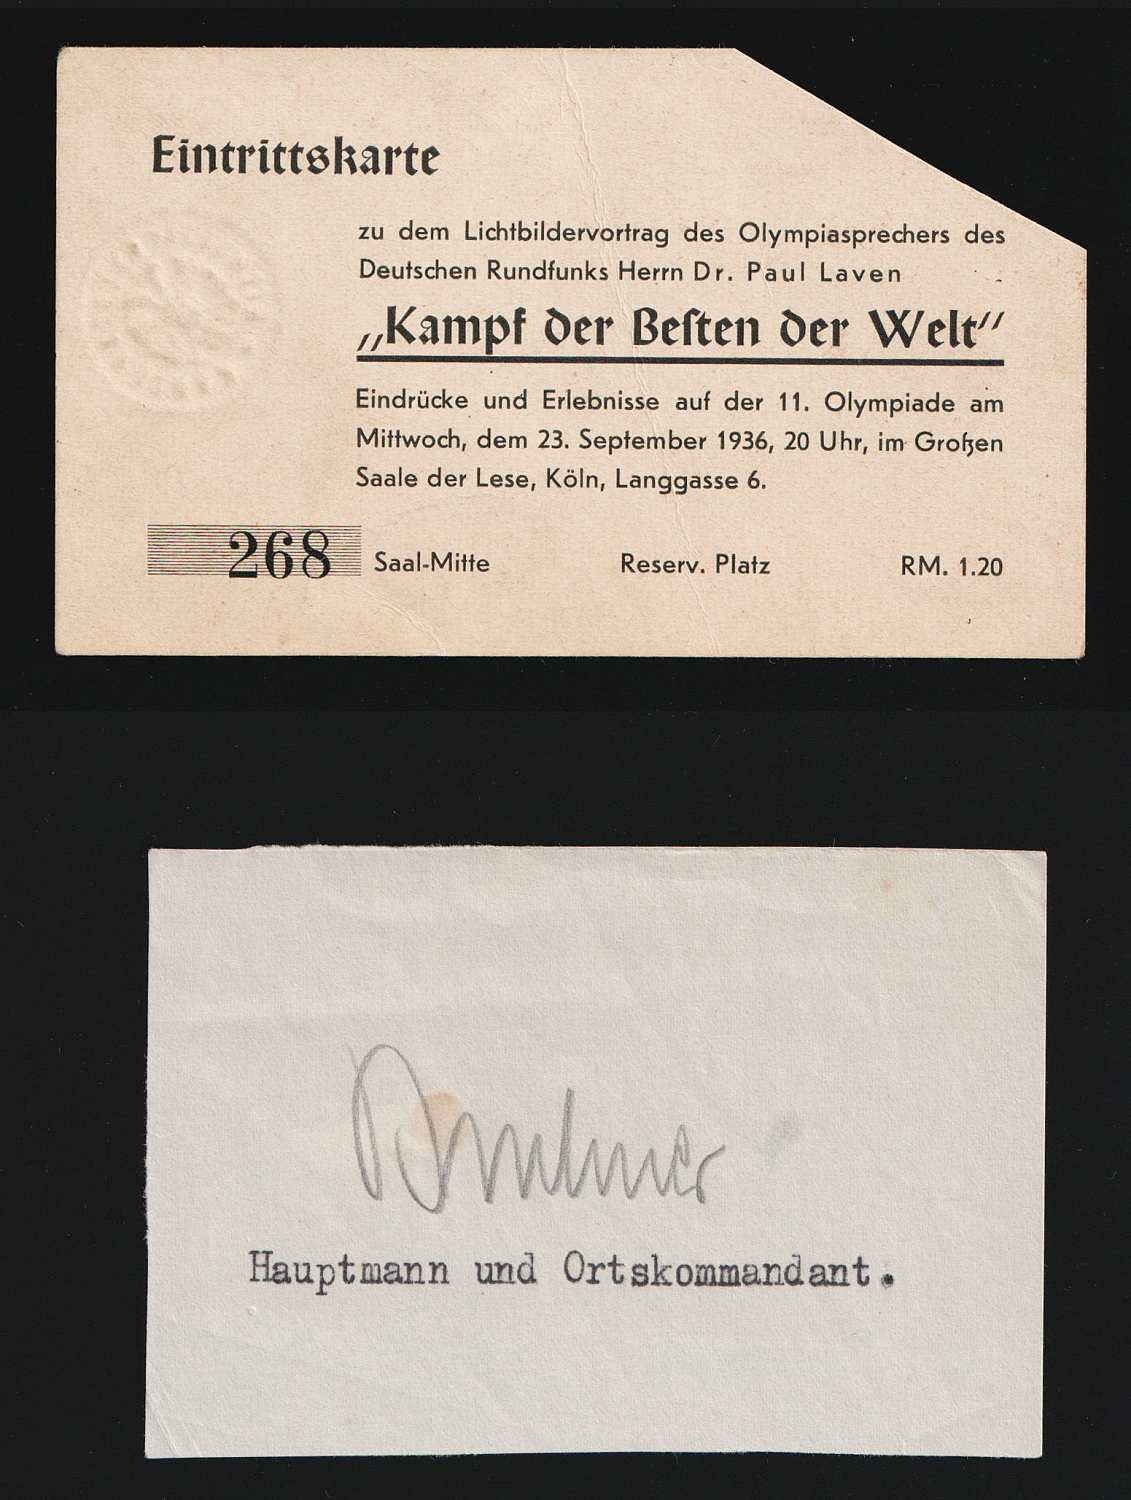 Eintrittskarte
zu dem Lichtbildervortrag des Olympiasprechers des
Deutschen Rundfunks Herrn Dr. Paul Laven
„Kampf der Beſten der Welt“
Eindrücke und Erlebnisse auf der 11. Olympiade am
Mittwoch, dem 23. September 1936, 20 Uhr, im Großen
Saale der Lese, Köln, Langgasse 6.
268 Saal-Mitte Reserv. Platz RM. 1.20
Hauptmann und Ortskommandant.